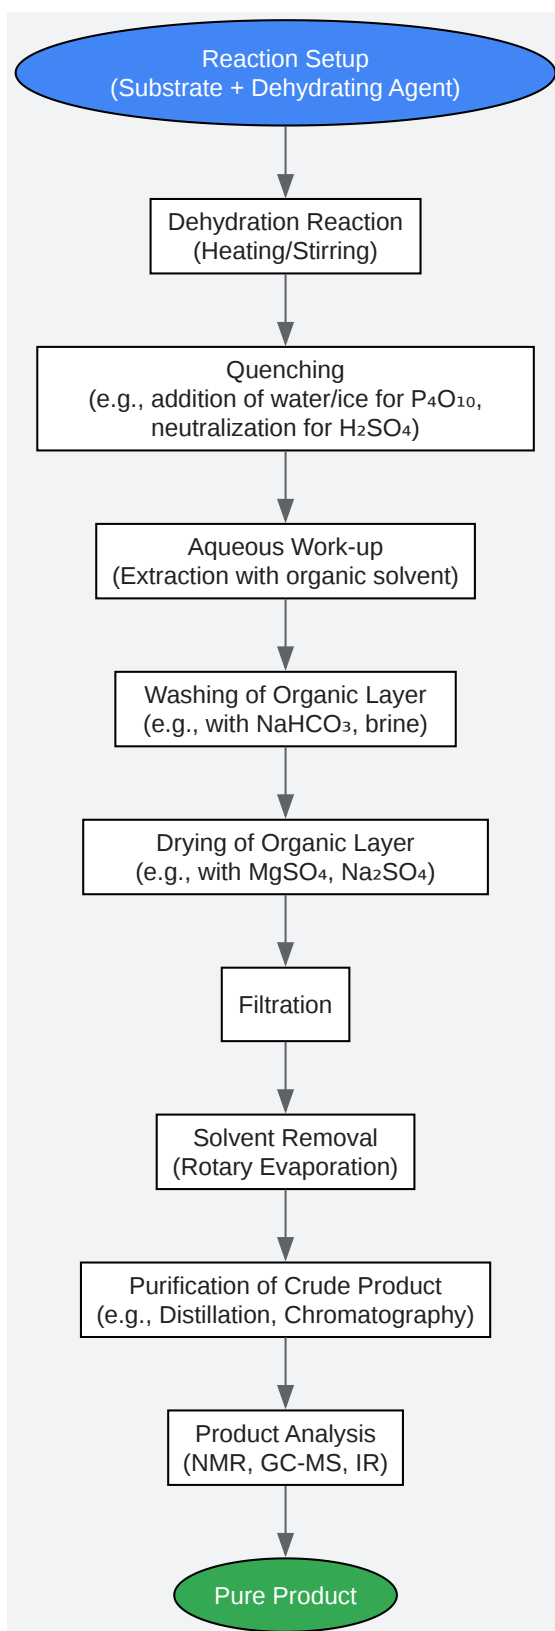 Reaction Setup
(Substrate + Dehydrating Agent)
Dehydration Reaction
(Heating/Stirring)
Quenching
(e.g., addition of water/ice for P₄O₁₀,
neutralization for H₂SO₄)
Aqueous Work-up
(Extraction with organic solvent)
Washing of Organic Layer
(e.g., with NaHCO₃, brine)
Drying of Organic Layer
(e.g., with MgSO₄, Na₂SO₄)
Filtration
Solvent Removal
(Rotary Evaporation)
Purification of Crude Product
(e.g., Distillation, Chromatography)
Product Analysis
(NMR, GC-MS, IR)
Pure Product